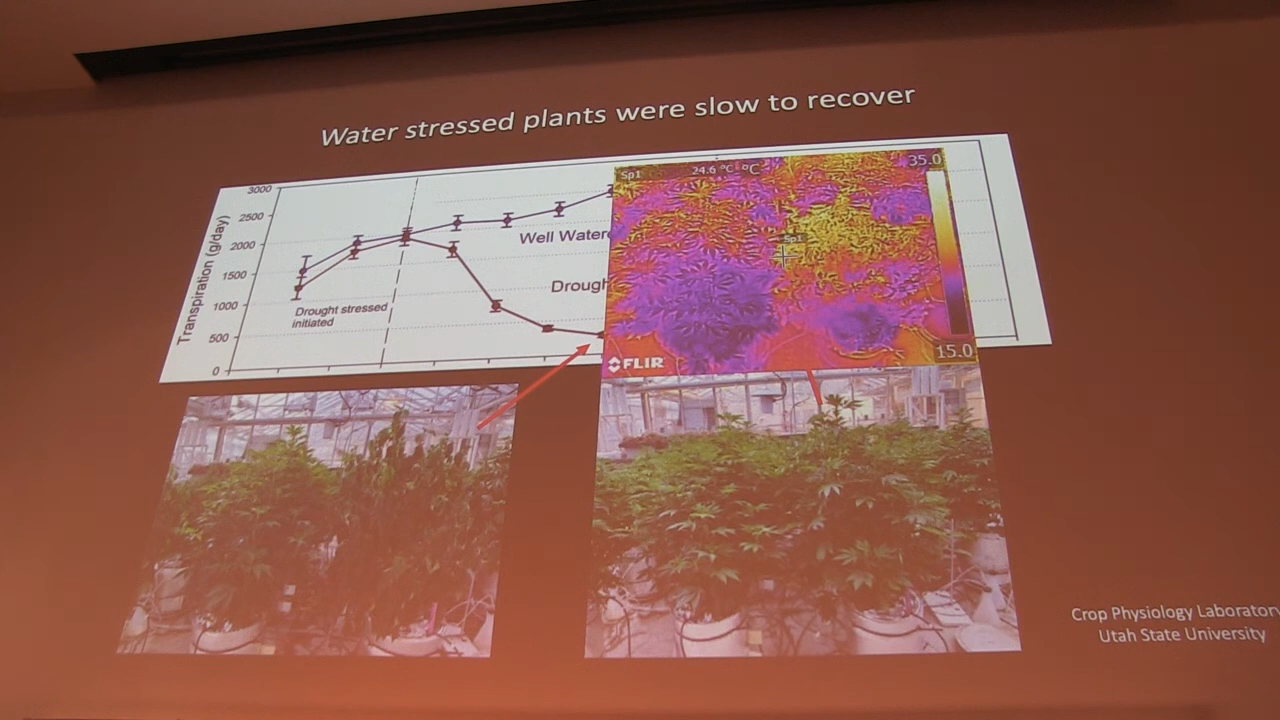 Water stressed plants were slow to recover
3000
2500
2000
1500
1000
500
0
Transpiration (g/day)
Drought stressed
initiated
Well Watere
Drough
Sp1
24.6 °C °C
35.0
Sp1
15.0
FLIR
Crop Physiology Laborator
Utah State University